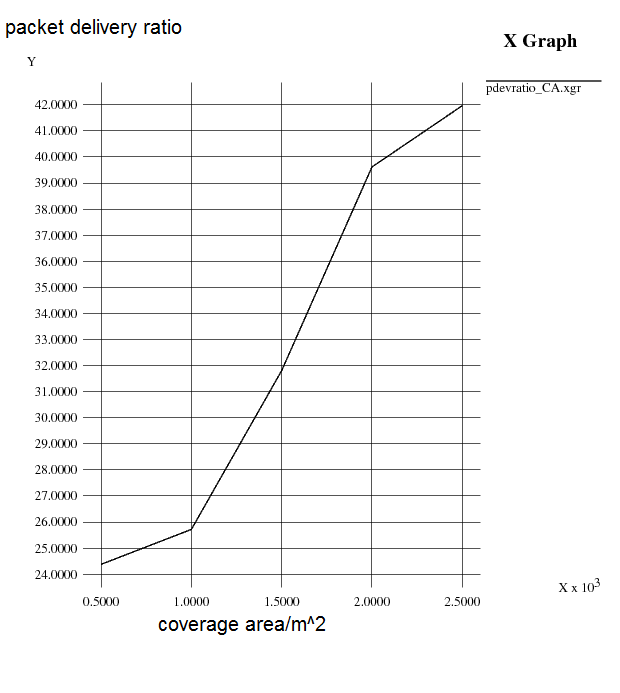 packet delivery ratio
X Graph
Y
pdevratio_CA.xgr
42.0000
41.0000
40.0000
39.0000
38.0000
37.0000
36.0000
35.0000
34.0000
33.0000
32.0000
31.0000
30.0000
29.0000
28.0000
27.0000
26.0000
25.0000
24.0000
X x 10³
0.5000 1.0000 1.5000 2.0000 2.5000
coverage area/m^2